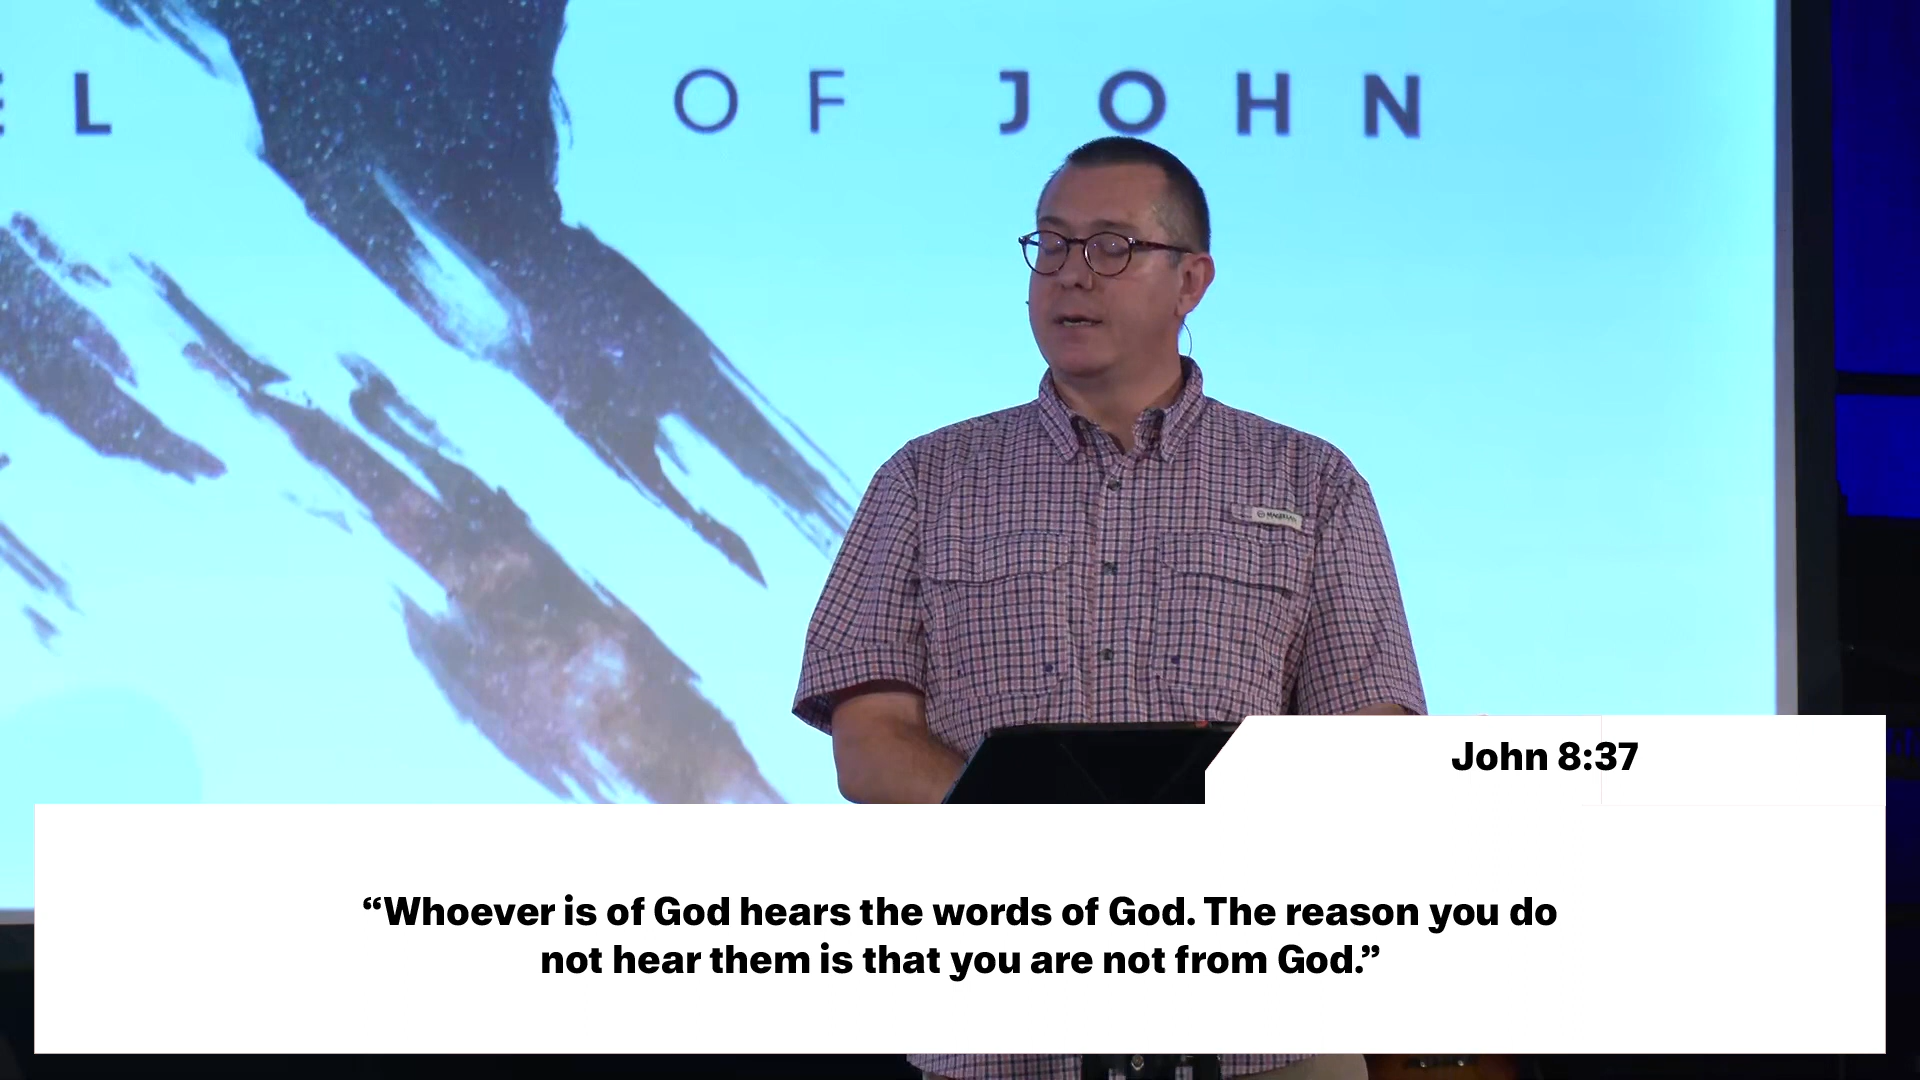 EL OF JOHN
MAGELLAN
John 8:37
“Whoever is of God hears the words of God. The reason you do
not hear them is that you are not from God.”